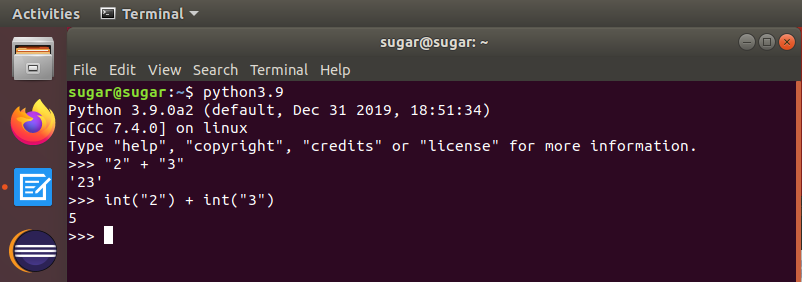 Activities Terminal
sugar@sugar: ~
File Edit View Search Terminal Help
sugar@sugar:~$ python3.9
Python 3.9.0a2 (default, Dec 31 2019, 18:51:34)
[GCC 7.4.0] on linux
Type "help", "copyright", "credits" or "license" for more information.
>>> "2" + "3"
'23'
>>> int("2") + int("3")
5
>>>